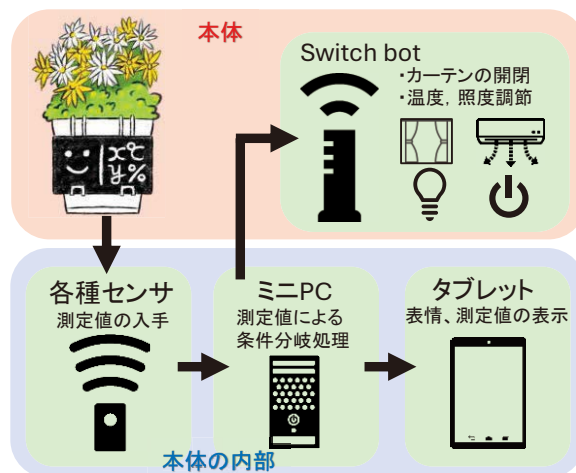 本体
x℃
y%
Switch bot
・カーテンの開閉
・温度，照度調節
各種センサ
測定値の入手
ミニPC
測定値による
条件分岐処理
タブレット
表情、測定値の表示
本体の内部